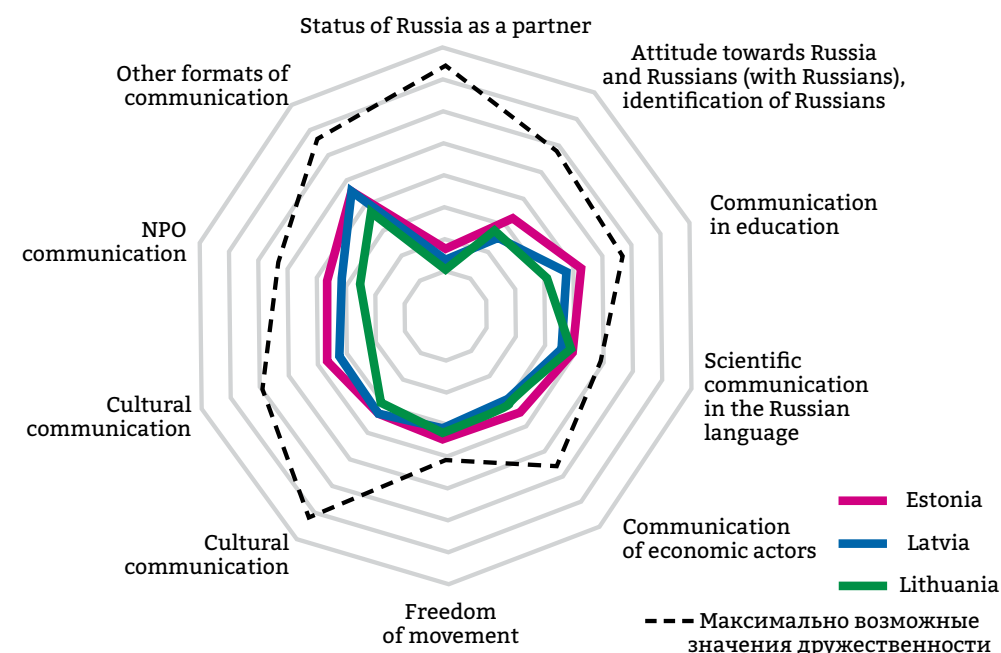 Status of Russia as a partner
Attitude towards Russia
and Russians (with Russians),
identification of Russians
Communication
in education
Scientific
communication
in the Russian
language
Communication
of economic actors
Freedom
of movement
Cultural
communication
Cultural
communication
NPO
communication
Other formats of
communication
Estonia
Latvia
Lithuania
Максимально возможные
значения дружественности